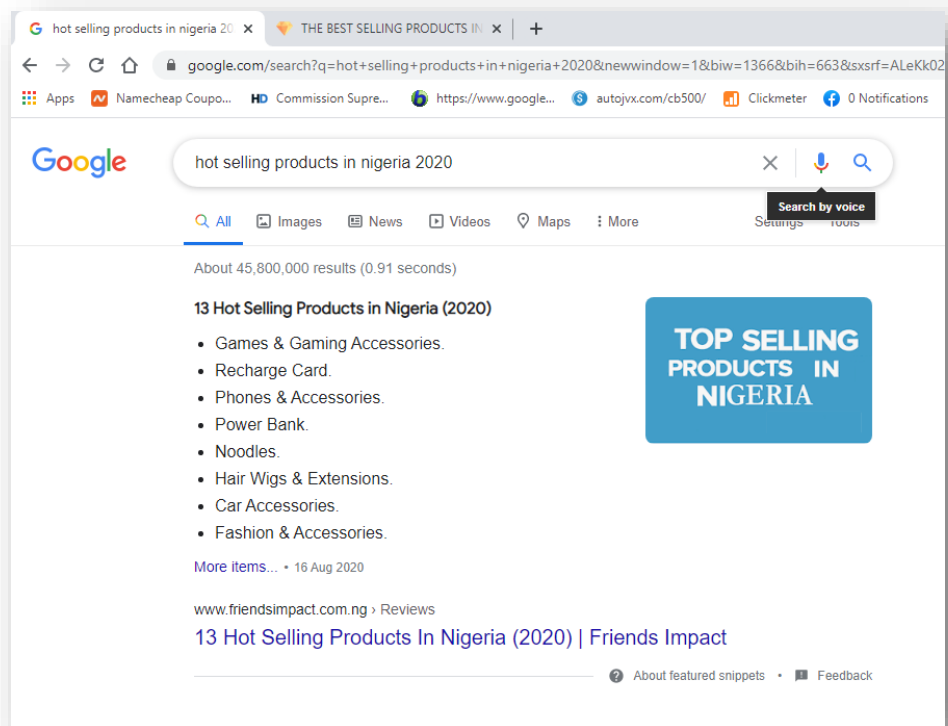 hot selling products in nigeria 20
THE BEST SELLING PRODUCTS IN
google.com/search?q=hot+selling+products+in+nigeria+2020&newwindow=1&biw=1366&bih=663&sxsrf=ALeKk02
Apps Namecheap Coupo... HD Commission Supre... https://www.google... autojvx.com/cb500/ Clickmeter 0 Notifications
Google hot selling products in nigeria 2020
Search by voice
All Images News Videos Maps More Settings Tools
About 45,800,000 results (0.91 seconds)
13 Hot Selling Products in Nigeria (2020)
• Games & Gaming Accessories.
• Recharge Card.
• Phones & Accessories.
• Power Bank.
• Noodles.
• Hair Wigs & Extensions.
• Car Accessories.
• Fashion & Accessories.
TOP SELLING
PRODUCTS IN
NIGERIA
More items... • 16 Aug 2020
www.friendsimpact.com.ng › Reviews
13 Hot Selling Products In Nigeria (2020) | Friends Impact
About featured snippets • Feedback